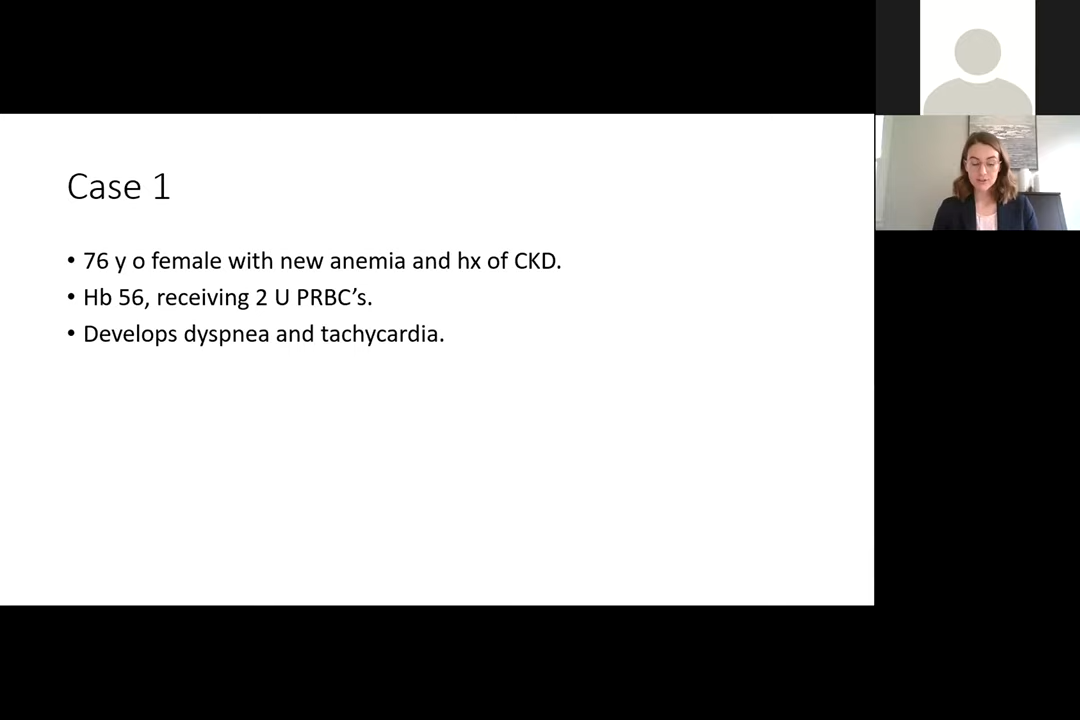 Case 1
• 76 y o female with new anemia and hx of CKD.
• Hb 56, receiving 2 U PRBC’s.
• Develops dyspnea and tachycardia.